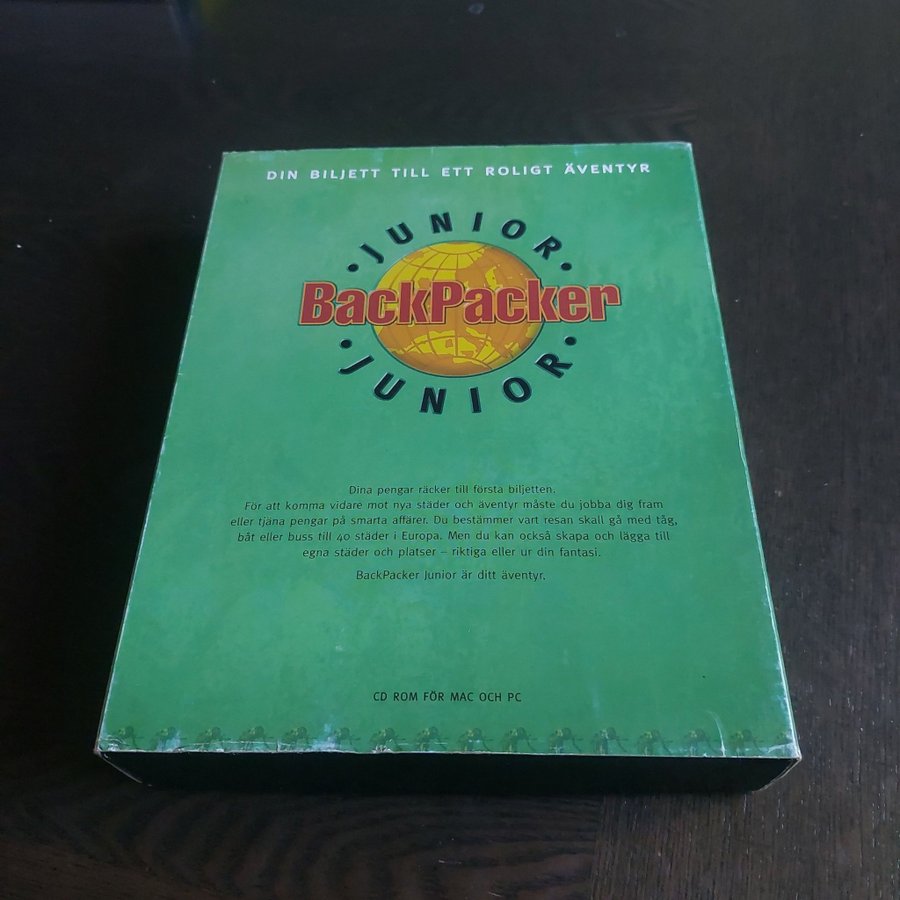 DIN BILJETT TILL ETT ROLIGT ÄVENTYR
• JUNIOR •
BackPacker
• JUNIOR •
Dina pengar räcker till första biljetten.
För att komma vidare mot nya städer och äventyr måste du jobba dig fram
eller tjäna pengar på smarta affärer. Du bestämmer vart resan skall gå med tåg,
båt eller buss till 40 städer i Europa. Men du kan också skapa och lägga till
egna städer och platser – riktiga eller ur din fantasi.
BackPacker Junior är ditt äventyr.
CD ROM FÖR MAC OCH PC